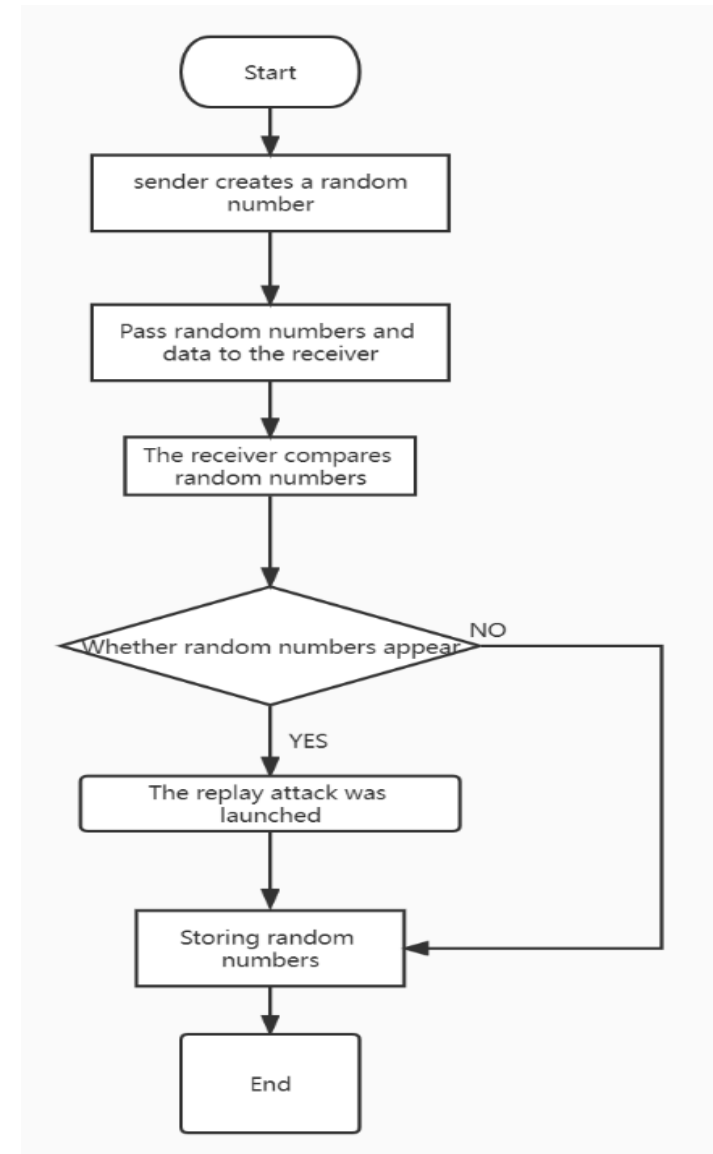 Start
sender creates a random
number
Pass random numbers and
data to the receiver
The receiver compares
random numbers
Whether random numbers appear
NO
YES
The replay attack was
launched
Storing random
numbers
End